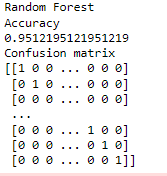 Random Forest
Accuracy
0.9512195121951219
Confusion matrix
[[1 0 0 ... 0 0 0]
 [0 1 0 ... 0 0 0]
 [0 0 0 ... 0 0 0]
 ...
 [0 0 0 ... 1 0 0]
 [0 0 0 ... 0 1 0]
 [0 0 0 ... 0 0 1]]